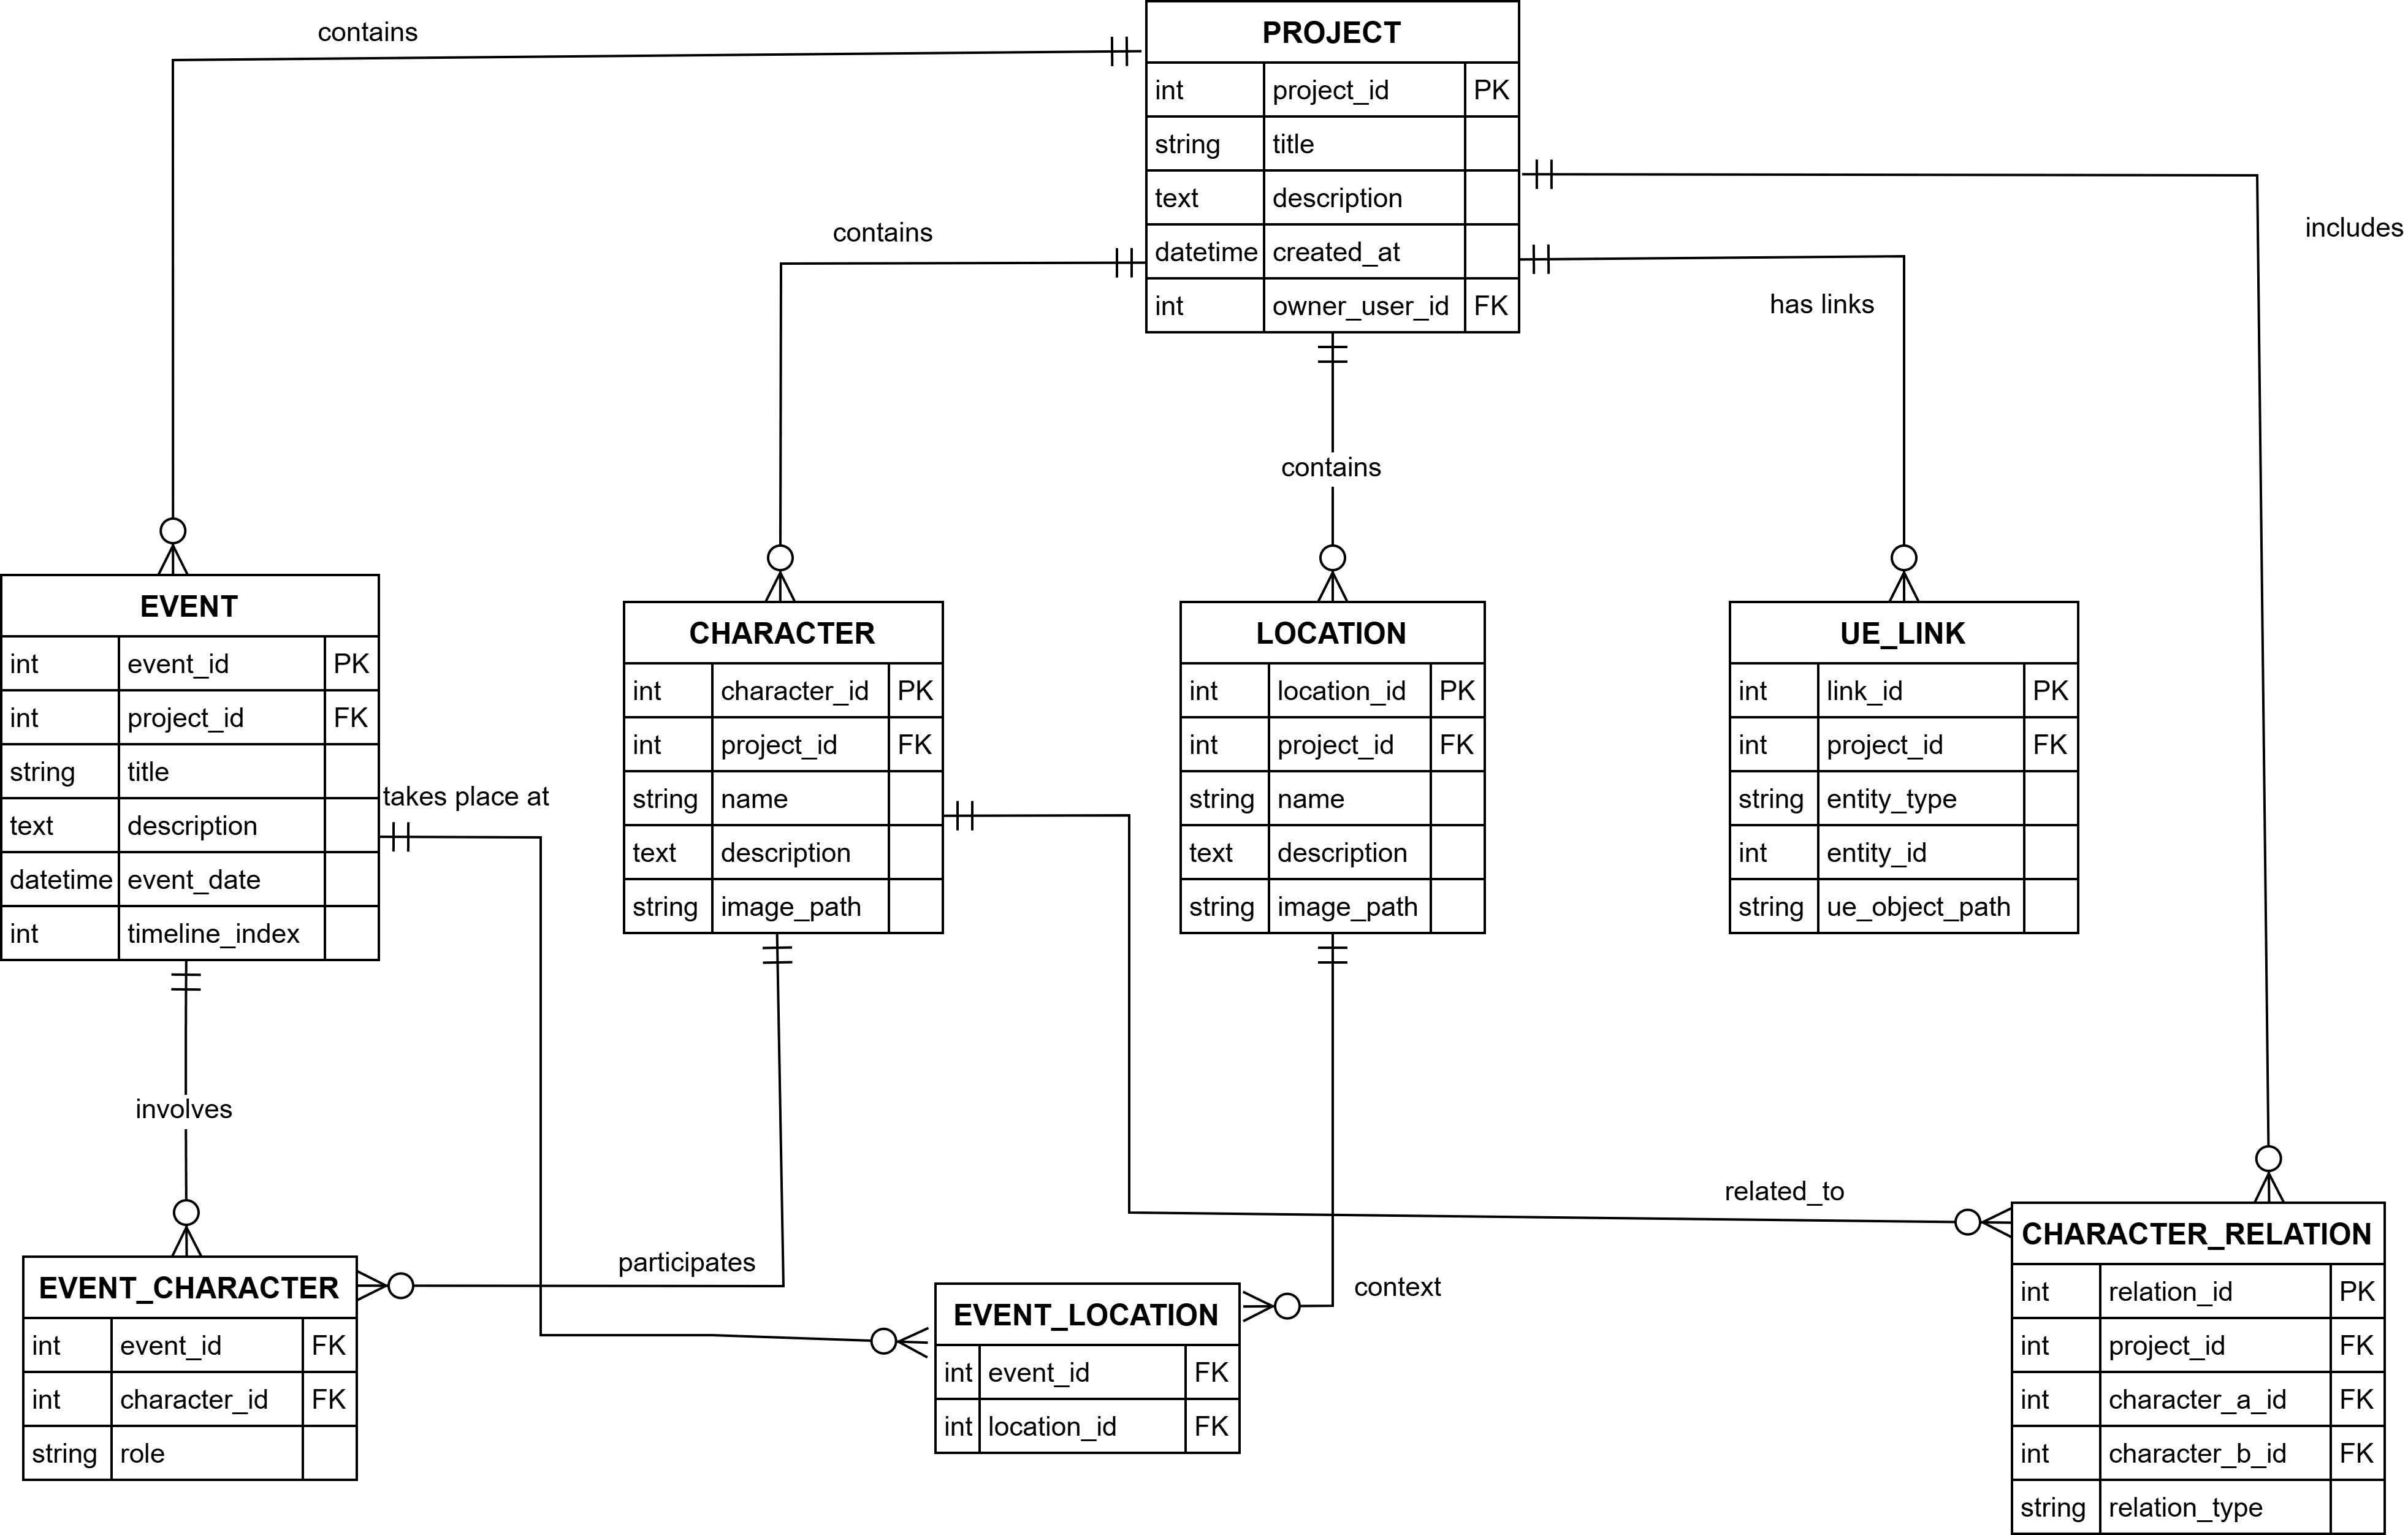 contains
PROJECT
int project_id PK
string title
text description
datetime created_at
int owner_user_id FK
contains
includes
has links
contains
EVENT
int event_id PK
int project_id FK
string title
text description
datetime event_date
int timeline_index
takes place at
CHARACTER
int character_id PK
int project_id FK
string name
text description
string image_path
LOCATION
int location_id PK
int project_id FK
string name
text description
string image_path
UE_LINK
int link_id PK
int project_id FK
string entity_type
int entity_id
string ue_object_path
involves
related_to
participates
context
EVENT_CHARACTER
int event_id FK
int character_id FK
string role
EVENT_LOCATION
int event_id FK
int location_id FK
CHARACTER_RELATION
int relation_id PK
int project_id FK
int character_a_id FK
int character_b_id FK
string relation_type